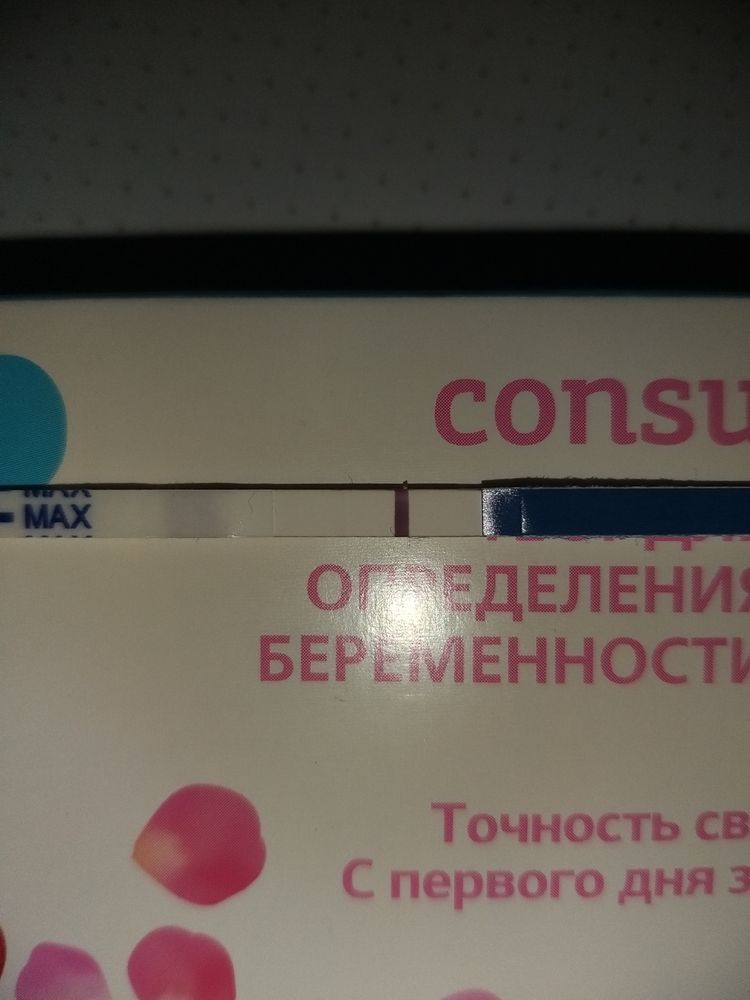 consu
MAX
MAX
ОПРЕДЕЛЕНИЯ
БЕРЕМЕННОСТИ
Точность св
С первого дня з